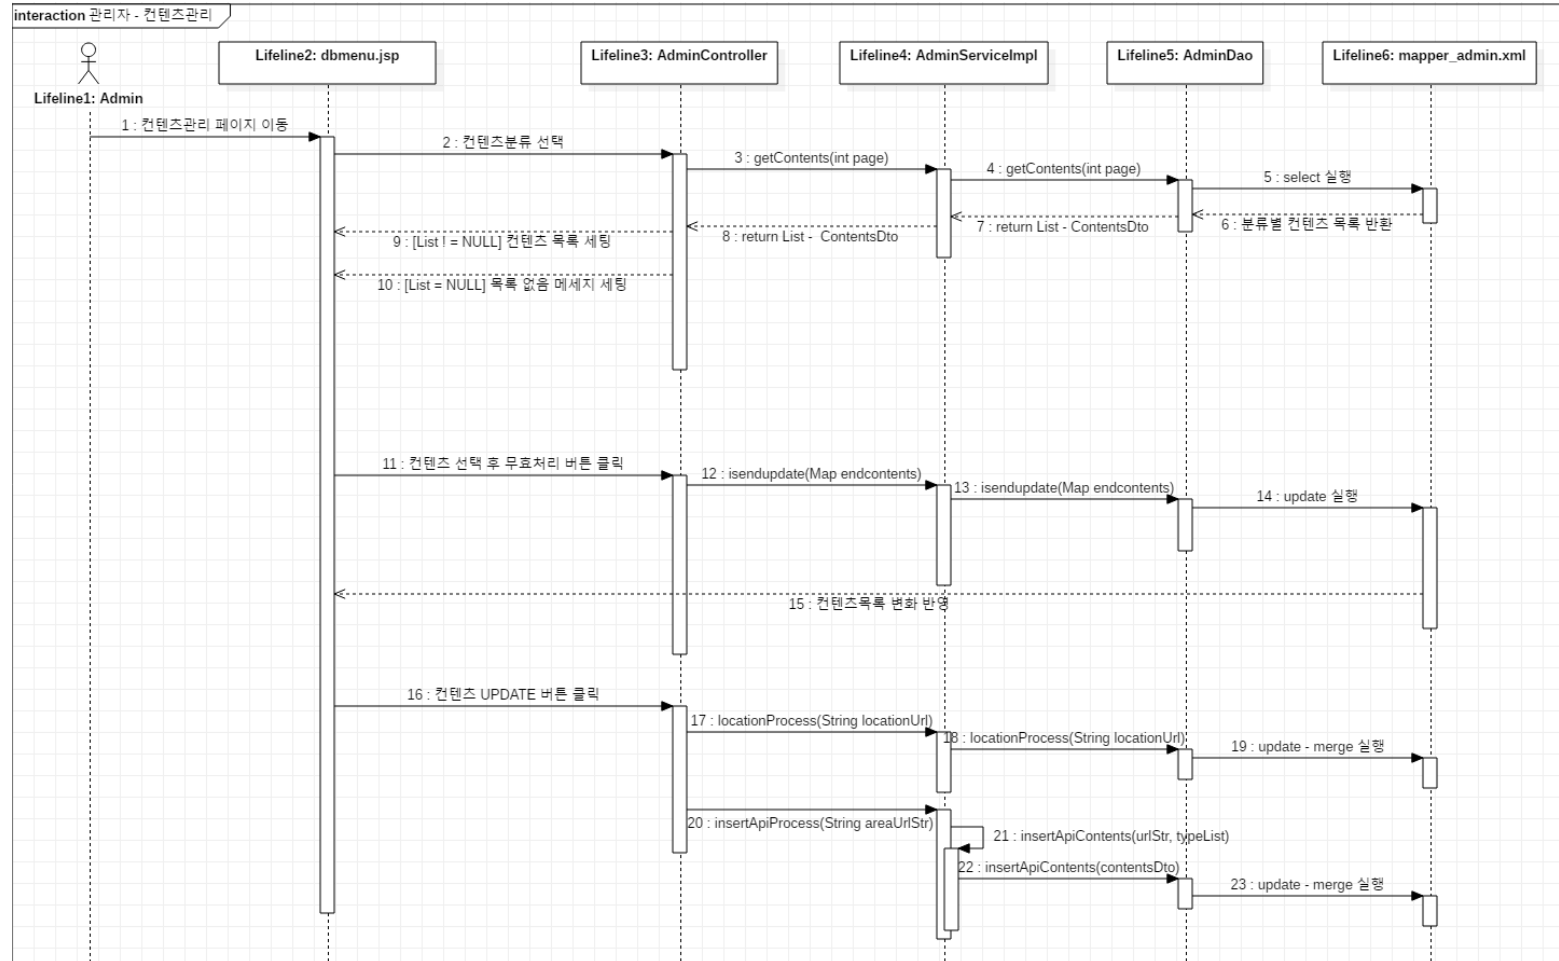 interaction 관리자 - 컨텐츠관리
Lifeline1: Admin
Lifeline2: dbmenu.jsp
Lifeline3: AdminController
Lifeline4: AdminServiceImpl
Lifeline5: AdminDao
Lifeline6: mapper_admin.xml
1 : 컨텐츠관리 페이지 이동
2 : 컨텐츠분류 선택
3 : getContents(int page)
4 : getContents(int page)
5 : select 실행
6 : 분류별 컨텐츠 목록 반환
7 : return List - ContentsDto
8 : return List -  ContentsDto
9 : [List ! = NULL] 컨텐츠 목록 세팅
10 : [List = NULL] 목록 없음 메세지 세팅
11 : 컨텐츠 선택 후 무효처리 버튼 클릭
12 : isendupdate(Map endcontents)
13 : isendupdate(Map endcontents)
14 : update 실행
15 : 컨텐츠목록 변화 반영
16 : 컨텐츠 UPDATE 버튼 클릭
17 : locationProcess(String locationUrl)
18 : locationProcess(String locationUrl)
19 : update - merge 실행
20 : insertApiProcess(String areaUrlStr)
21 : insertApiContents(urlStr, typeList)
22 : insertApiContents(contentsDto)
23 : update - merge 실행